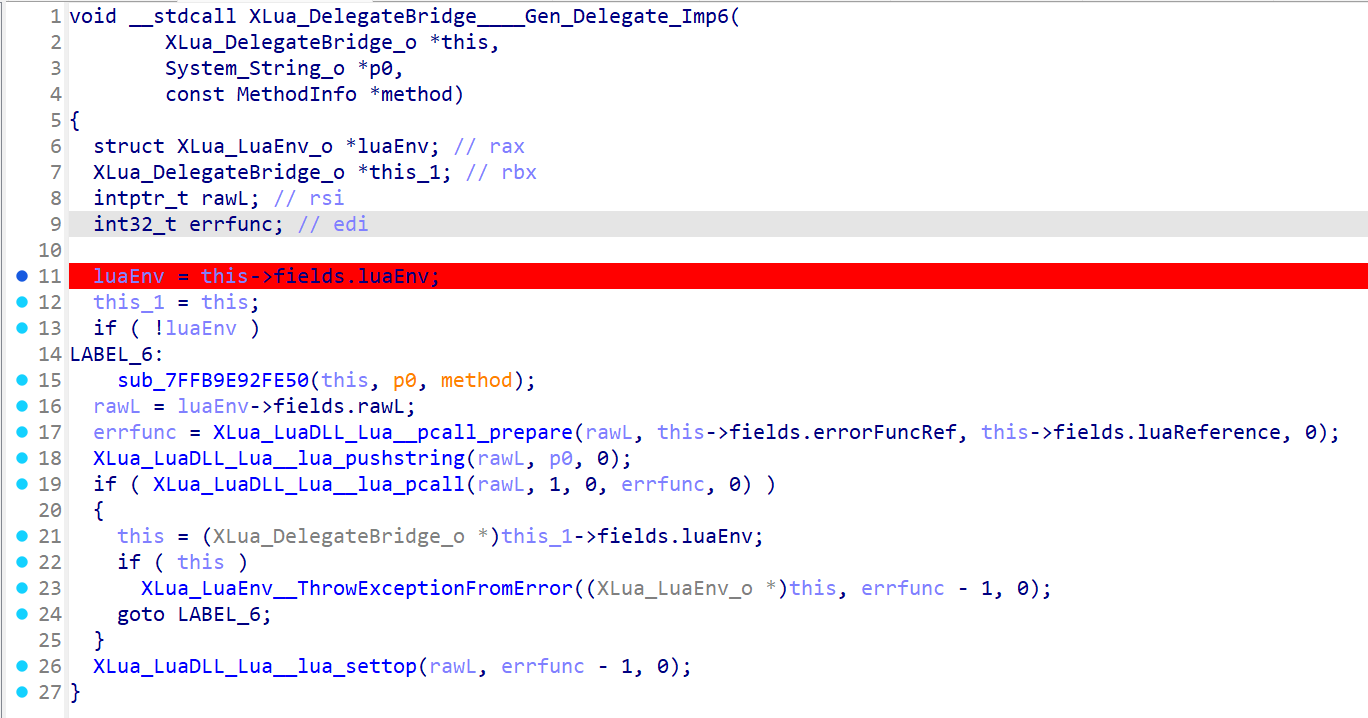 1 void __stdcall XLua_DelegateBridge____Gen_Delegate_Imp6(
2         XLua_DelegateBridge_o *this,
3         System_String_o *p0,
4         const MethodInfo *method)
5 {
6   struct XLua_LuaEnv_o *luaEnv; // rax
7   XLua_DelegateBridge_o *this_1; // rbx
8   intptr_t rawL; // rsi
9   int32_t errfunc; // edi
10
11   luaEnv = this->fields.luaEnv;
12   this_1 = this;
13   if ( !luaEnv )
14 LABEL_6:
15     sub_7FFB9E92FE50(this, p0, method);
16   rawL = luaEnv->fields.rawL;
17   errfunc = XLua_LuaDLL_Lua__pcall_prepare(rawL, this->fields.errorFuncRef, this->fields.luaReference, 0);
18   XLua_LuaDLL_Lua__lua_pushstring(rawL, p0, 0);
19   if ( XLua_LuaDLL_Lua__lua_pcall(rawL, 1, 0, errfunc, 0) )
20   {
21     this = (XLua_DelegateBridge_o *)this_1->fields.luaEnv;
22     if ( this )
23       XLua_LuaEnv__ThrowExceptionFromError((XLua_LuaEnv_o *)this, errfunc - 1, 0);
24     goto LABEL_6;
25   }
26   XLua_LuaDLL_Lua__lua_settop(rawL, errfunc - 1, 0);
27 }